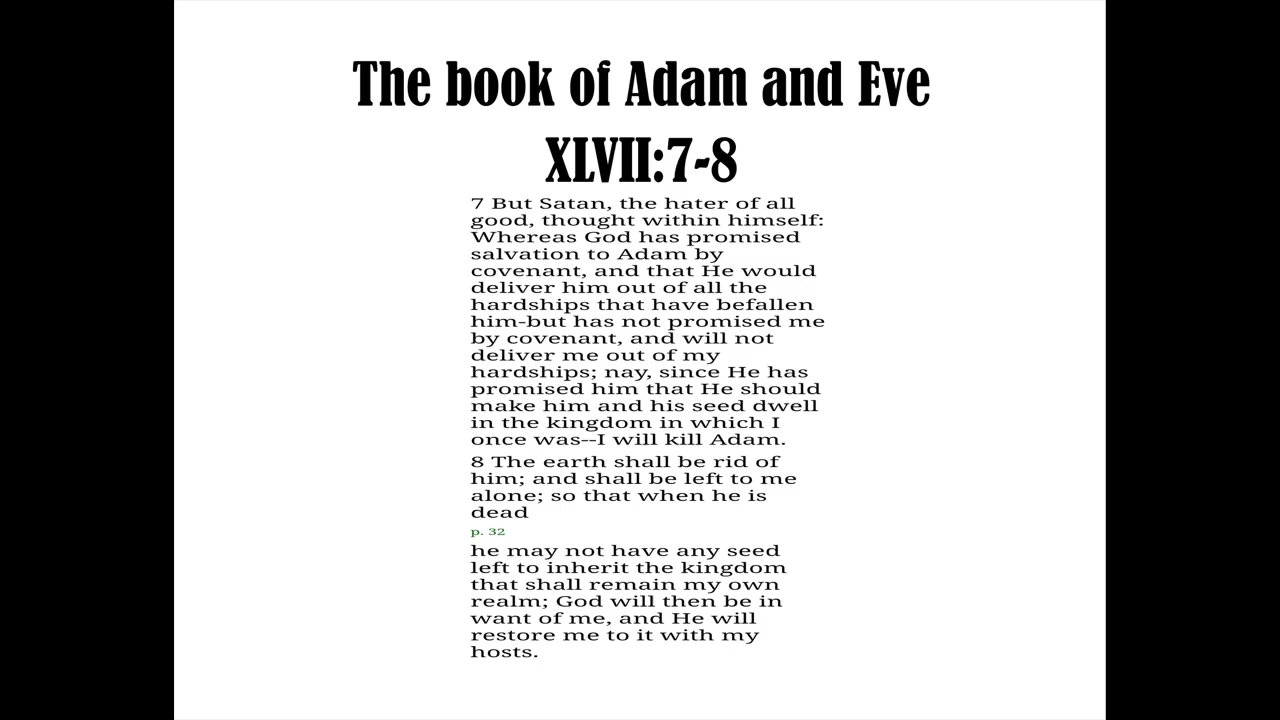 The book of Adam and Eve
XLVII:7-8
7 But Satan, the hater of all
good, thought within himself:
Whereas God has promised
salvation to Adam by
covenant, and that He would
deliver him out of all the
hardships that have befallen
him-but has not promised me
by covenant, and will not
deliver me out of my
hardships; nay, since He has
promised him that He should
make him and his seed dwell
in the kingdom in which I
once was--I will kill Adam.
8 The earth shall be rid of
him; and shall be left to me
alone; so that when he is
dead
p. 32
he may not have any seed
left to inherit the kingdom
that shall remain my own
realm; God will then be in
want of me, and He will
restore me to it with my
hosts.